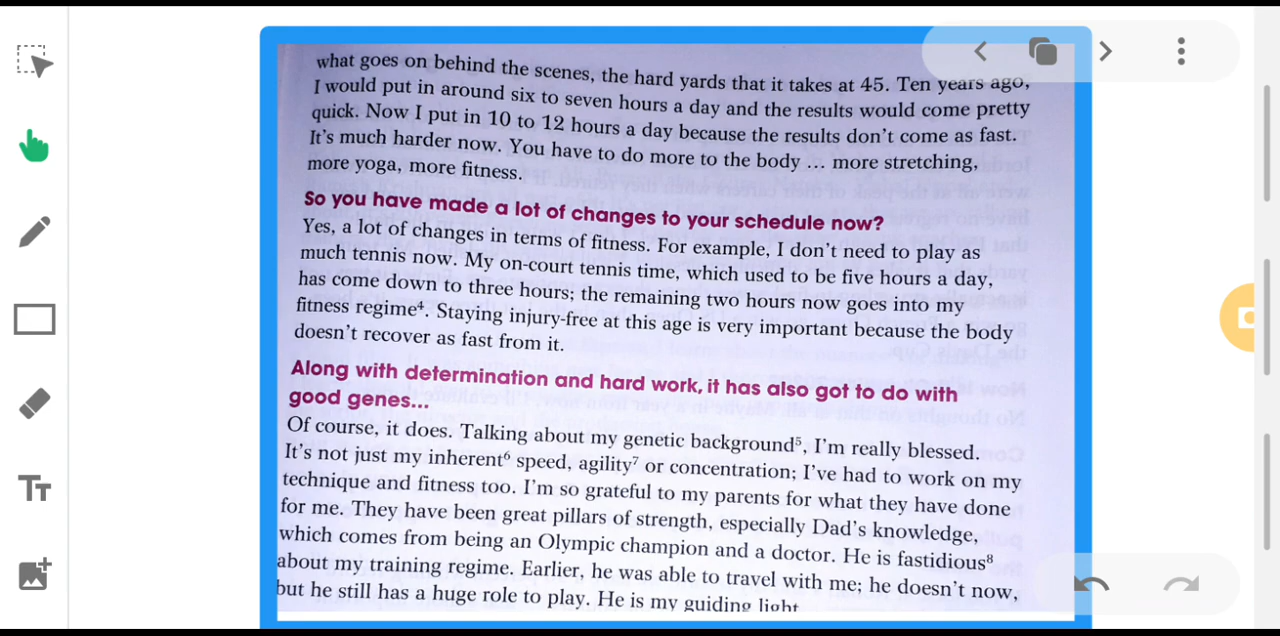 what goes on behind the scenes, the hard yards that it takes at 45. Ten years ago,
I would put in around six to seven hours a day and the results would come pretty
quick. Now I put in 10 to 12 hours a day because the results don't come as fast.
It's much harder now. You have to do more to the body ... more stretching,
more yoga, more fitness.
So you have made a lot of changes to your schedule now?
Yes, a lot of changes in terms of fitness. For example, I don't need to play as
much tennis now. My on-court tennis time, which used to be five hours a day,
has come down to three hours; the remaining two hours now goes into my
fitness regime⁴. Staying injury-free at this age is very important because the body
doesn't recover as fast from it.
Along with determination and hard work, it has also got to do with
good genes...
Of course, it does. Talking about my genetic background⁵, I'm really blessed.
It's not just my inherent⁶ speed, agility⁷ or concentration; I've had to work on my
technique and fitness too. I'm so grateful to my parents for what they have done
for me. They have been great pillars of strength, especially Dad's knowledge,
which comes from being an Olympic champion and a doctor. He is fastidious⁸
about my training regime. Earlier, he was able to travel with me; he doesn't now,
but he still has a huge role to play. He is my guiding light
Tт